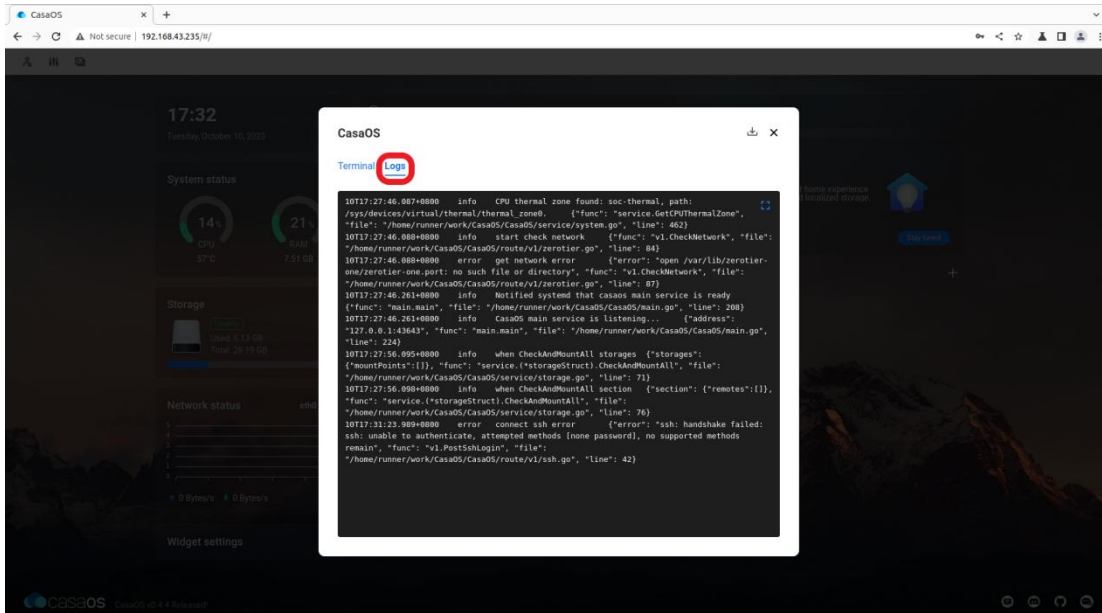 CasaOS
Not secure | 192.168.43.235/#/
17:32
Tuesday, October 10, 2023
System status
14%
CPU
57°C
21%
RAM
7.51 GB
Storage
Healthy
Used: 6.13 GB
Total: 28.19 GB
Network status
eth0
0 Bytes/s
0 Bytes/s
Widget settings
CasaOS
Terminal
Logs
10T17:27:46.087+0800 info CPU thermal zone found: soc-thermal, path:
/sys/devices/virtual/thermal/thermal_zone0. {"func": "service.GetCPUThermalZone",
"file": "/home/runner/work/CasaOS/CasaOS/service/system.go", "line": 462}
10T17:27:46.088+0800 info start check network {"func": "v1.CheckNetwork", "file":
"/home/runner/work/CasaOS/CasaOS/route/v1/zerotier.go", "line": 84}
10T17:27:46.088+0800 error get network error {"error": "open /var/lib/zerotier-
one/zerotier-one.port: no such file or directory", "func": "v1.CheckNetwork", "file":
"/home/runner/work/CasaOS/CasaOS/route/v1/zerotier.go", "line": 87}
10T17:27:46.261+0800 info Notified systemd that casaos main service is ready
{"func": "main.main", "file": "/home/runner/work/CasaOS/CasaOS/main.go", "line": 208}
10T17:27:46.261+0800 info CasaOS main service is listening... {"address":
"127.0.0.1:43643", "func": "main.main", "file": "/home/runner/work/CasaOS/CasaOS/main.go",
"line": 224}
10T17:27:56.095+0800 info when CheckAndMountAll storages {"storages":
{"mountPoints":[]}, "func": "service.(*storageStruct).CheckAndMountAll", "file":
"/home/runner/work/CasaOS/CasaOS/service/storage.go", "line": 71}
10T17:27:56.098+0800 info when CheckAndMountAll section {"section": {"remotes":[]},
"func": "service.(*storageStruct).CheckAndMountAll", "file":
"/home/runner/work/CasaOS/CasaOS/service/storage.go", "line": 76}
10T17:31:23.989+0800 error connect ssh error {"error": "ssh: handshake failed:
ssh: unable to authenticate, attempted methods [none password], no supported methods
remain", "func": "v1.PostSshLogin", "file":
"/home/runner/work/CasaOS/CasaOS/route/v1/ssh.go", "line": 42}
home experience
localized storage.
Stay tuned
CasaOS
CasaOS v0.4.4 Released!